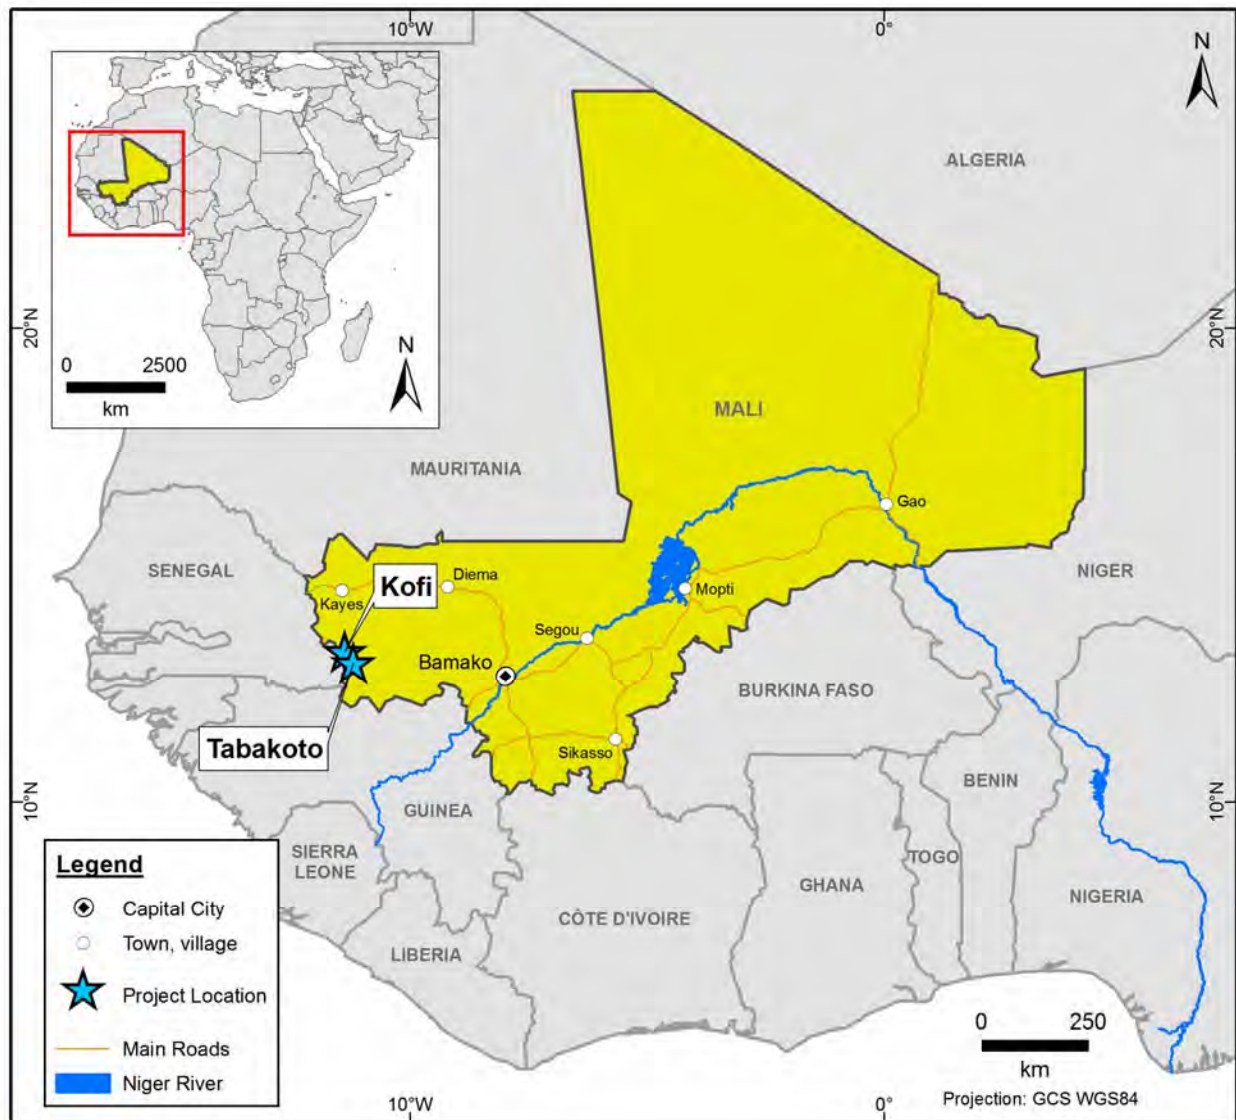 10°W
0°
N
ALGERIA
20°N
20°N
N
0
2500
km
MALI
MAURITANIA
Gao
SENEGAL
Kofi
Diema
NIGER
Kayes
Mopti
Segou
Bamako
BURKINA FASO
Tabakoto
Sikasso
BENIN
10°N
10°N
GUINEA
SIERRA
LEONE
TOGO
GHANA
NIGERIA
CÔTE D'IVOIRE
LIBERIA
Legend
Capital City
Town, village
Project Location
Main Roads
Niger River
0
250
km
Projection: GCS WGS84
10°W
0°